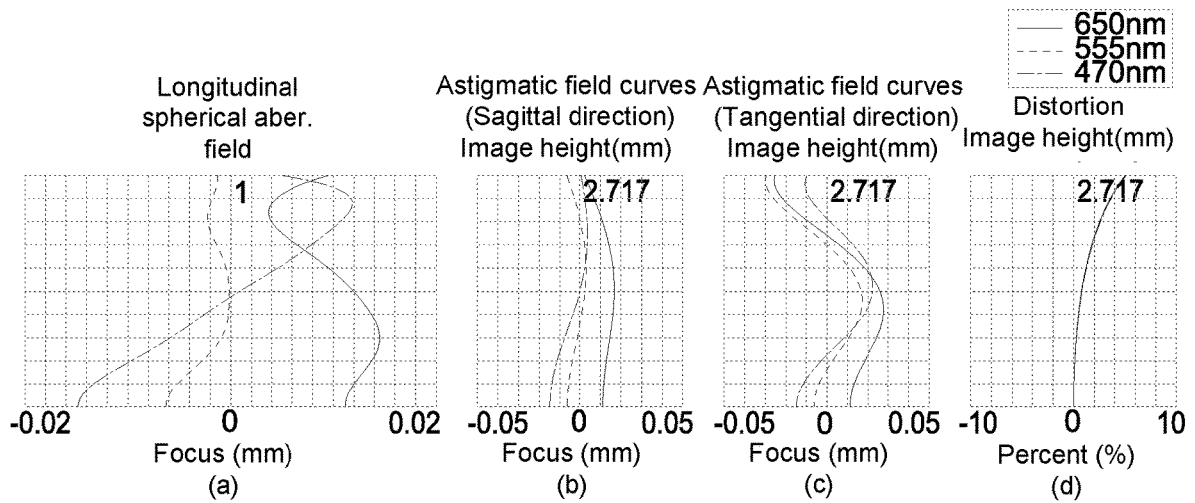 650nm
555nm
470nm
Longitudinal
spherical aber.
field
Astigmatic field curves
(Sagittal direction)
Image height(mm)
Astigmatic field curves
(Tangential direction)
Image height(mm)
Distortion
Image height(mm)
1
2.717
2.717
2.717
-0.02
0
0.02
-0.05
0
0.05
-0.05
0
0.05
-10
0
10
Focus (mm)
Focus (mm)
Focus (mm)
Percent (%)
(a)
(b)
(c)
(d)